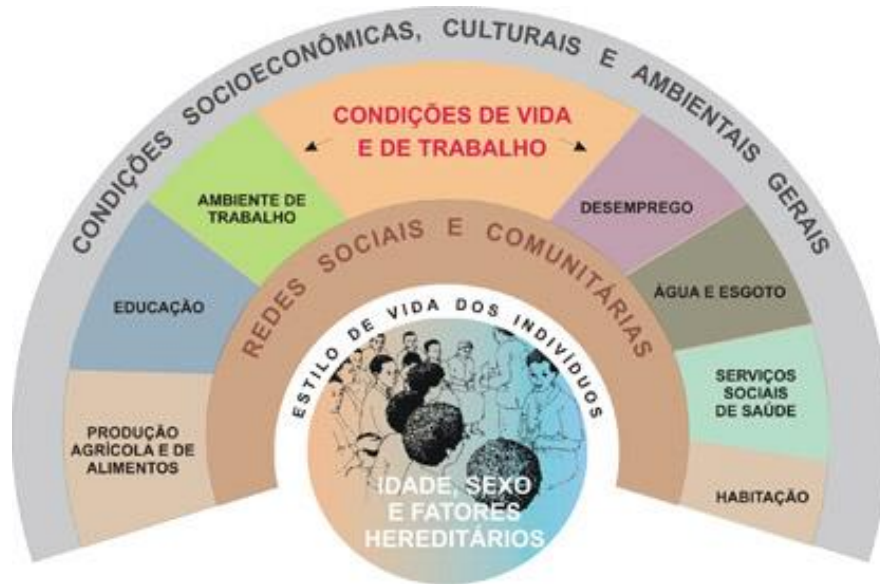 CONDIÇÕES SOCIOECONÔMICAS, CULTURAIS E AMBIENTAIS GERAIS
CONDIÇÕES DE VIDA
E DE TRABALHO
AMBIENTE DE
TRABALHO
DESEMPREGO
EDUCAÇÃO
ÁGUA E ESGOTO
PRODUÇÃO
AGRÍCOLA E DE
ALIMENTOS
SERVIÇOS
SOCIAIS
DE SAÚDE
HABITAÇÃO
REDES SOCIAIS E COMUNITÁRIAS
ESTILO DE VIDA DOS INDIVÍDUOS
IDADE, SEXO
E FATORES
HEREDITÁRIOS